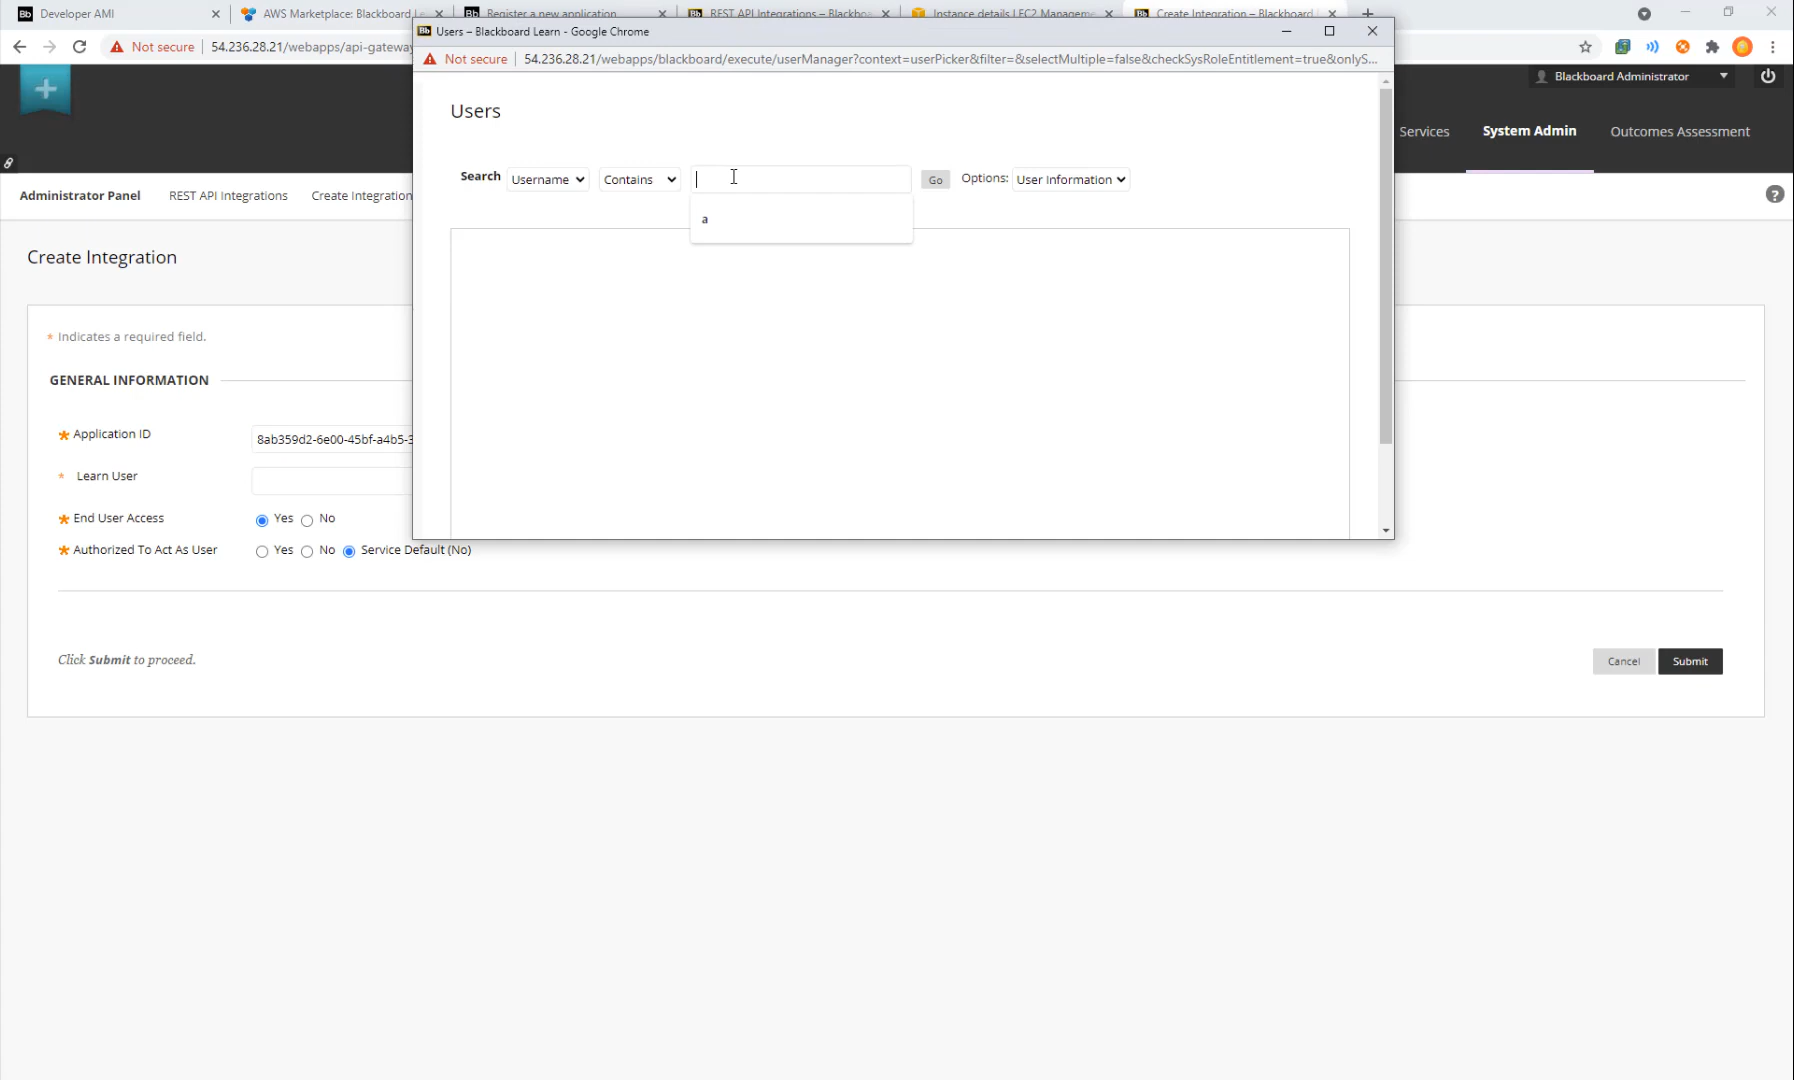 Developer AMI
AWS Marketplace: Blackboard Le
Register a new application
REST API Integrations – Blackboa
Instance details | EC2 Manageme
Create Integration – Blackboard
Users – Blackboard Learn - Google Chrome
Not secure
54.236.28.21/webapps/api-gateway
Not secure
54.236.28.21/webapps/blackboard/execute/userManager?context=userPicker&filter=&selectMultiple=false&checkSysRoleEntitlement=true&onlyS...
Blackboard Administrator
Services
System Admin
Outcomes Assessment
Users
Search
Username
Contains
Go
Options:
User Information
a
Administrator Panel
REST API Integrations
Create Integration
Create Integration
* Indicates a required field.
GENERAL INFORMATION
* Application ID
8ab359d2-6e00-45bf-a4b5-3
* Learn User
* End User Access
Yes
No
* Authorized To Act As User
Yes
No
Service Default (No)
Click Submit to proceed.
Cancel
Submit